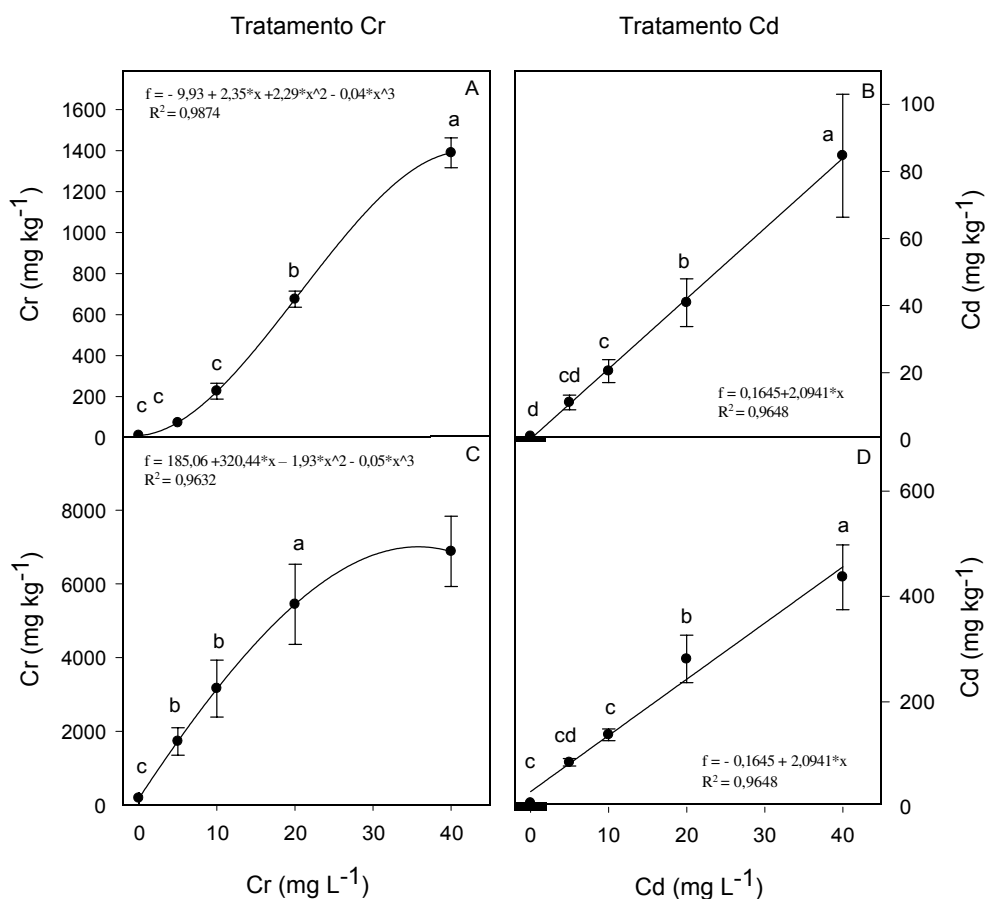 Tratamento Cr
Tratamento Cd
f = - 9,93 + 2,35*x +2,29*x^2 - 0,04*x^3
R2 = 0,9874
A
Cr (mg kg-1)
1600
1400
1200
1000
800
600
400
200
0
c
c
c
b
a
B
a
b
c
cd
d
f = 0,1645+2,0941*x
R2 = 0,9648
100
80
60
40
20
0
Cd (mg kg-1)
f = 185,06 +320,44*x – 1,93*x^2 - 0,05*x^3
R2 = 0,9632
C
Cr (mg kg-1)
8000
6000
4000
2000
0
c
b
b
a
0
10
20
30
40
Cr (mg L-1)
D
a
b
c
cd
c
f = - 0,1645 + 2,0941*x
R2 = 0,9648
600
400
200
0
Cd (mg kg-1)
0
10
20
30
40
Cd (mg L-1)